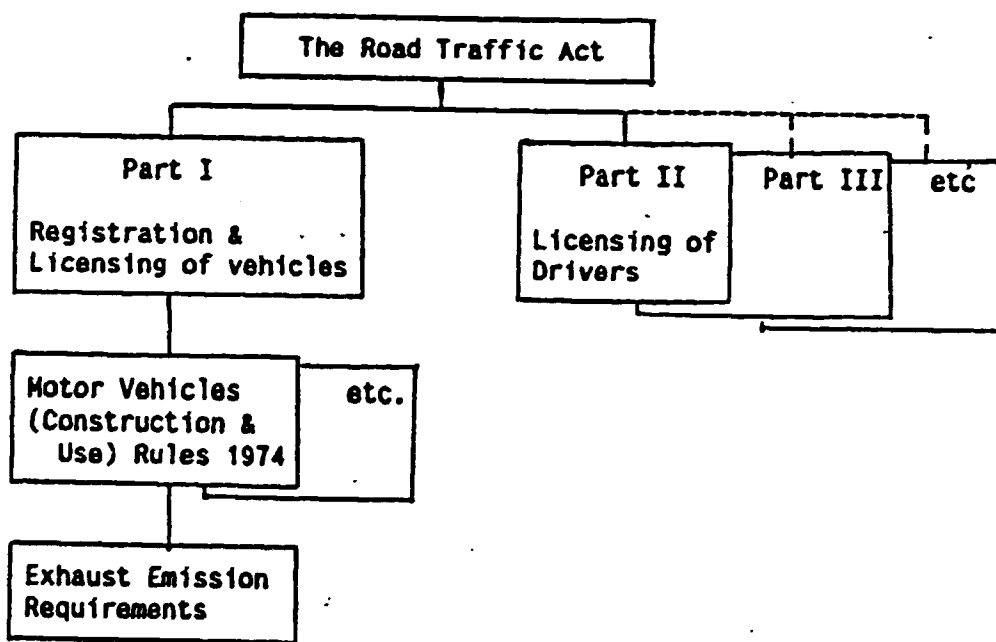 The Road Traffic Act
Part I
Registration &
Licensing of vehicles
Part II
Licensing of
Drivers
Part III
etc
Motor Vehicles
(Construction &
Use) Rules 1974
etc.
Exhaust Emission
Requirements